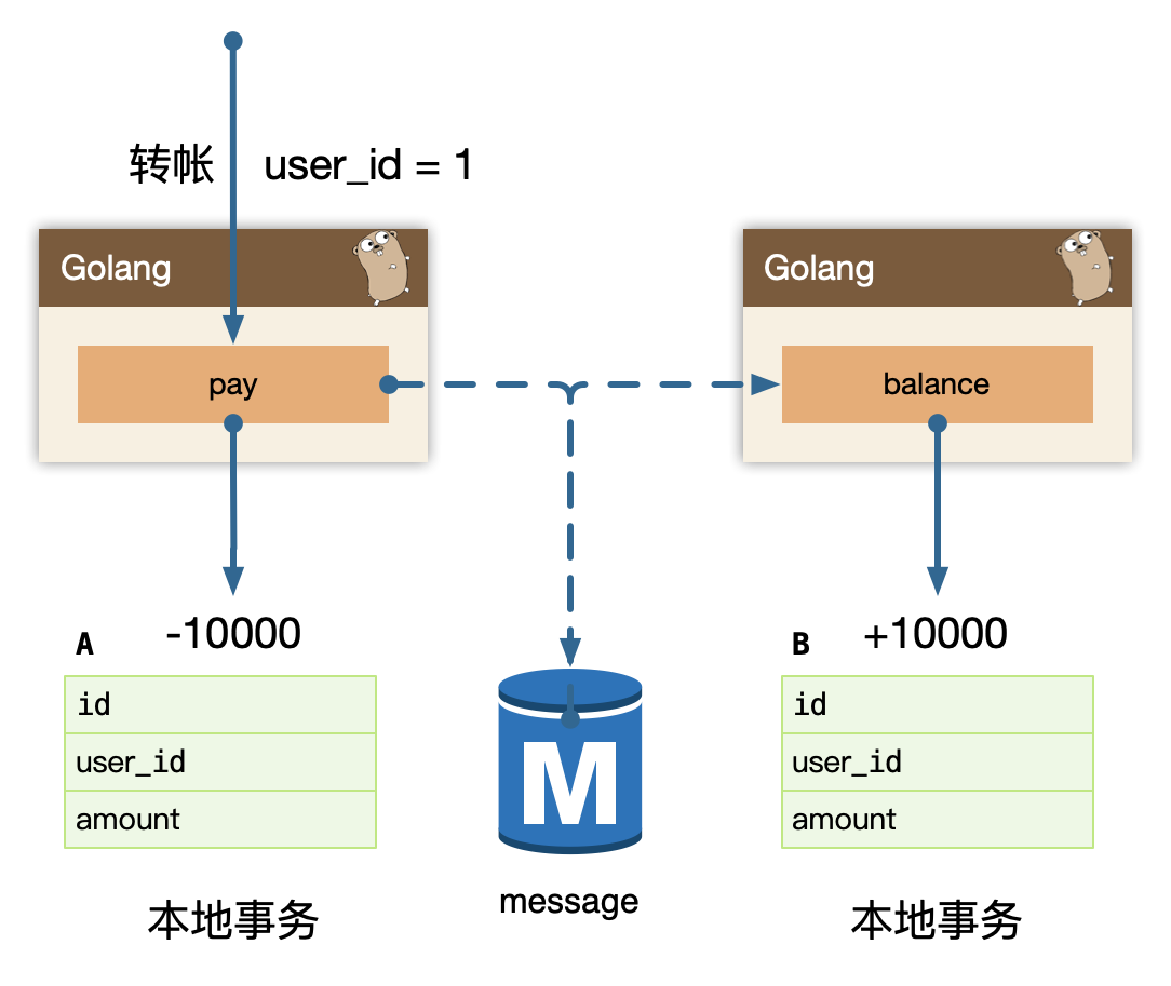 转帐 user_id = 1
Golang
Golang
pay
balance
A -10000
B +10000
id
id
user_id
user_id
amount
amount
M
message
本地事务
本地事务